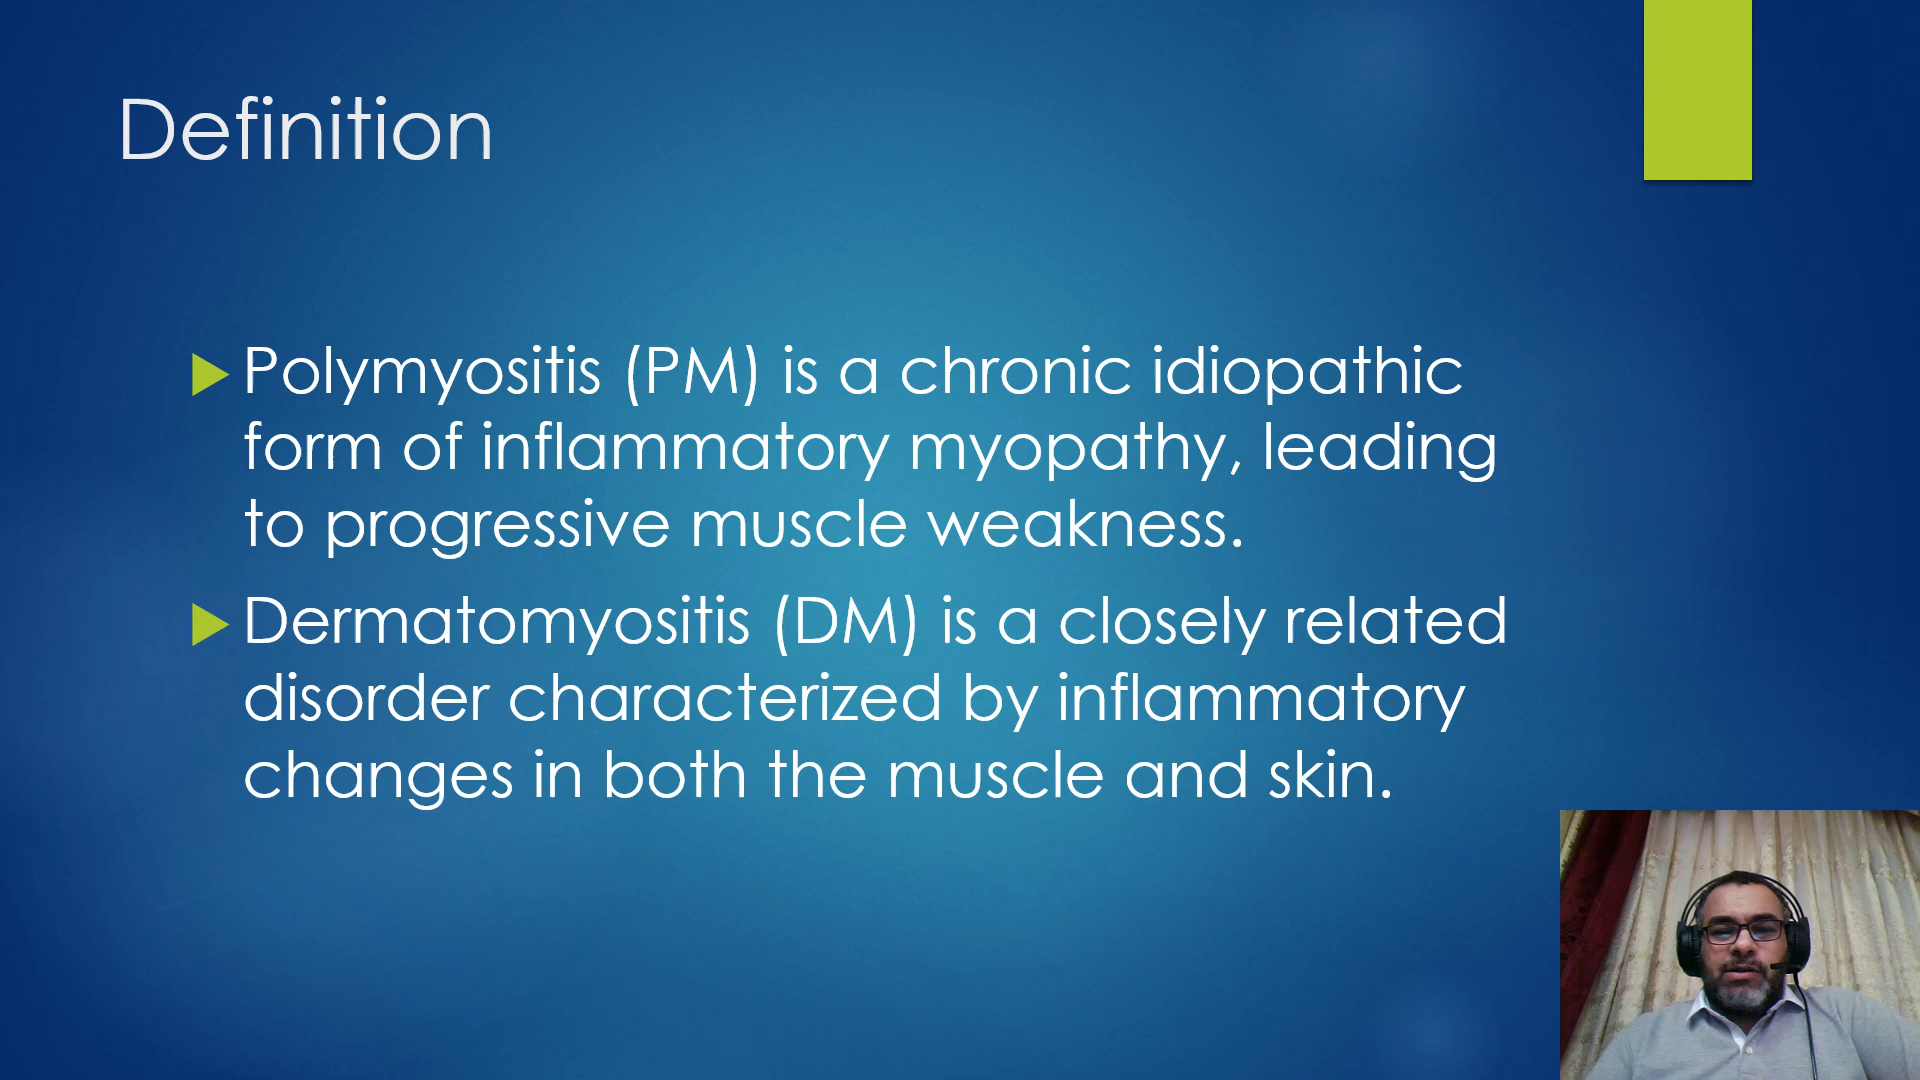 Definition
Polymyositis (PM) is a chronic idiopathic
form of inflammatory myopathy, leading
to progressive muscle weakness.
Dermatomyositis (DM) is a closely related
disorder characterized by inflammatory
changes in both the muscle and skin.